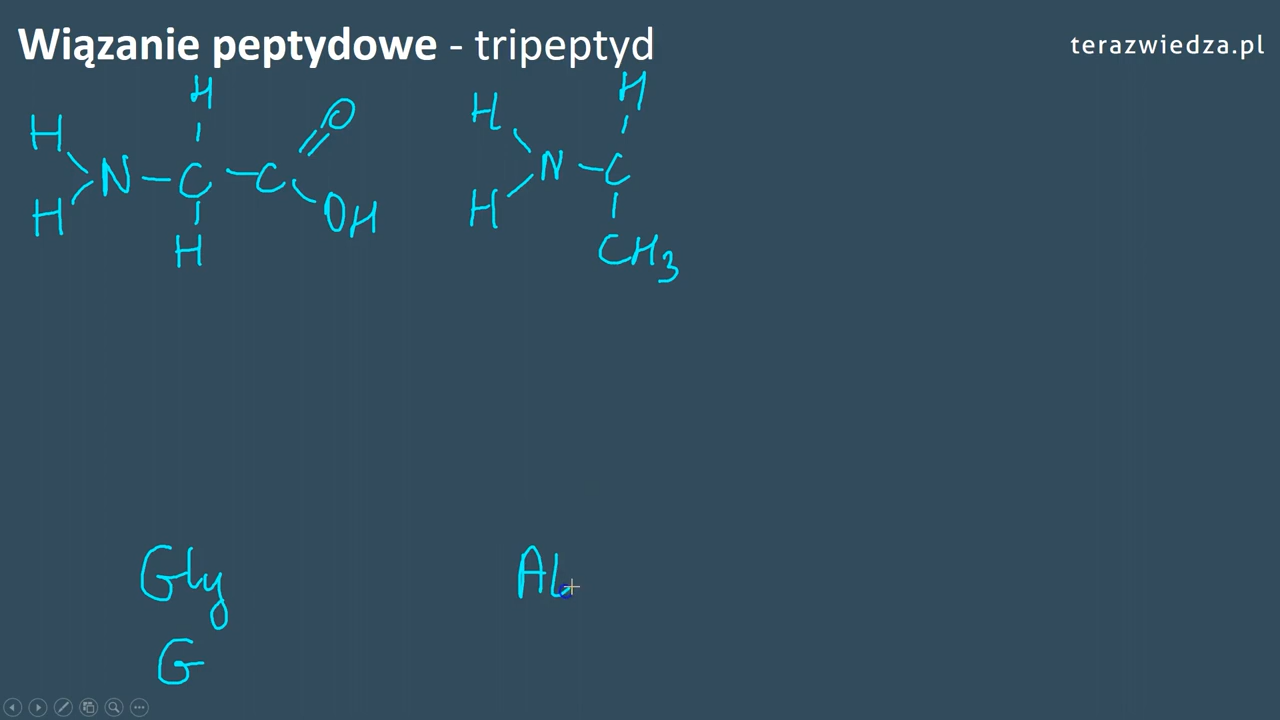 Wiązanie peptydowe - tripeptyd
terazwiedza.pl
H H
H O H
N C C N C
H OH H
H CH3
Gly Al
G